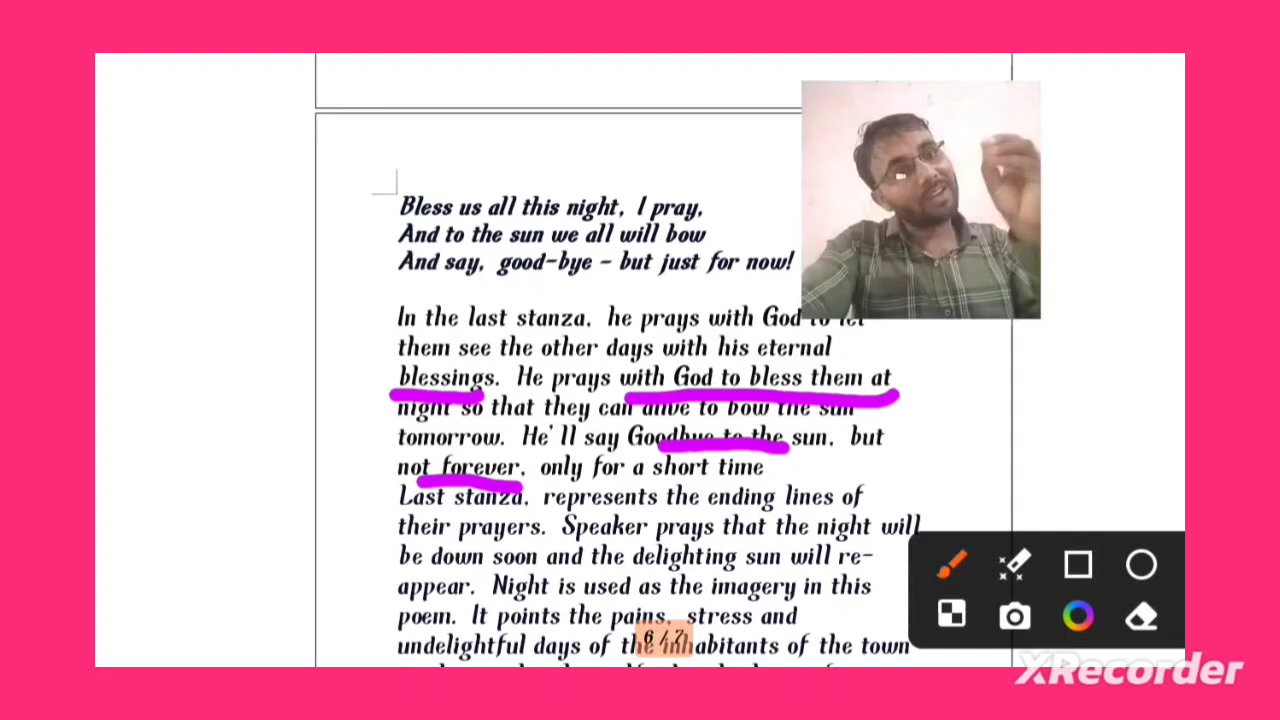 Bless us all this night, I pray,
And to the sun we all will bow
And say, good-bye - but just for now!
In the last stanza, he prays with God to let
them see the other days with his eternal
blessings. He prays with God to bless them at
night so that they can alive to bow the sun
tomorrow. He'll say Goodbye to the sun, but
not forever, only for a short time
Last stanza, represents the ending lines of
their prayers. Speaker prays that the night will
be down soon and the delighting sun will re-
appear. Night is used as the imagery in this
poem. It points the pains, stress and
undelightful days of the inhabitants of the town
6 / 7
XRecorder